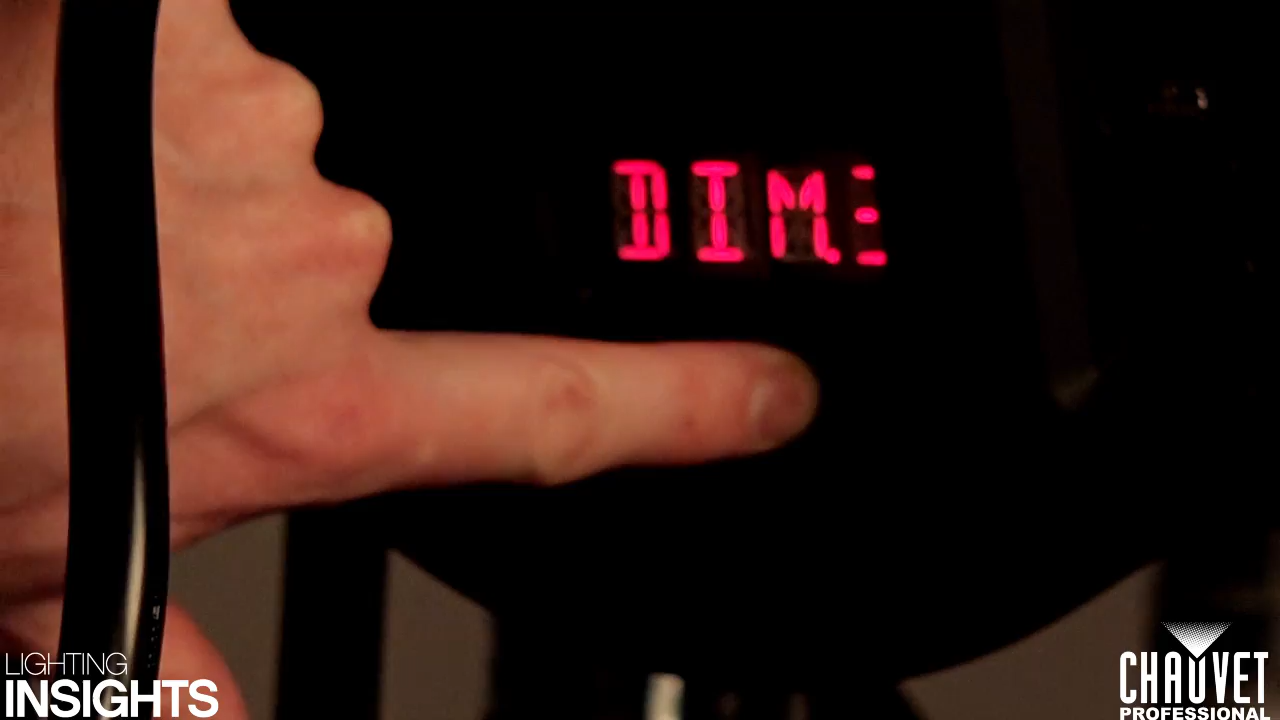 DIM.
LIGHTING
INSIGHTS
CHAUVET
PROFESSIONAL